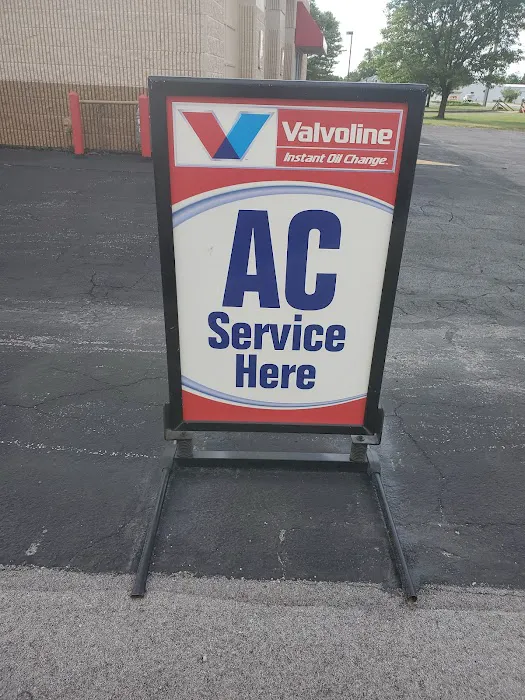 Valvoline
Instant Oil Change
AC
Service
Here